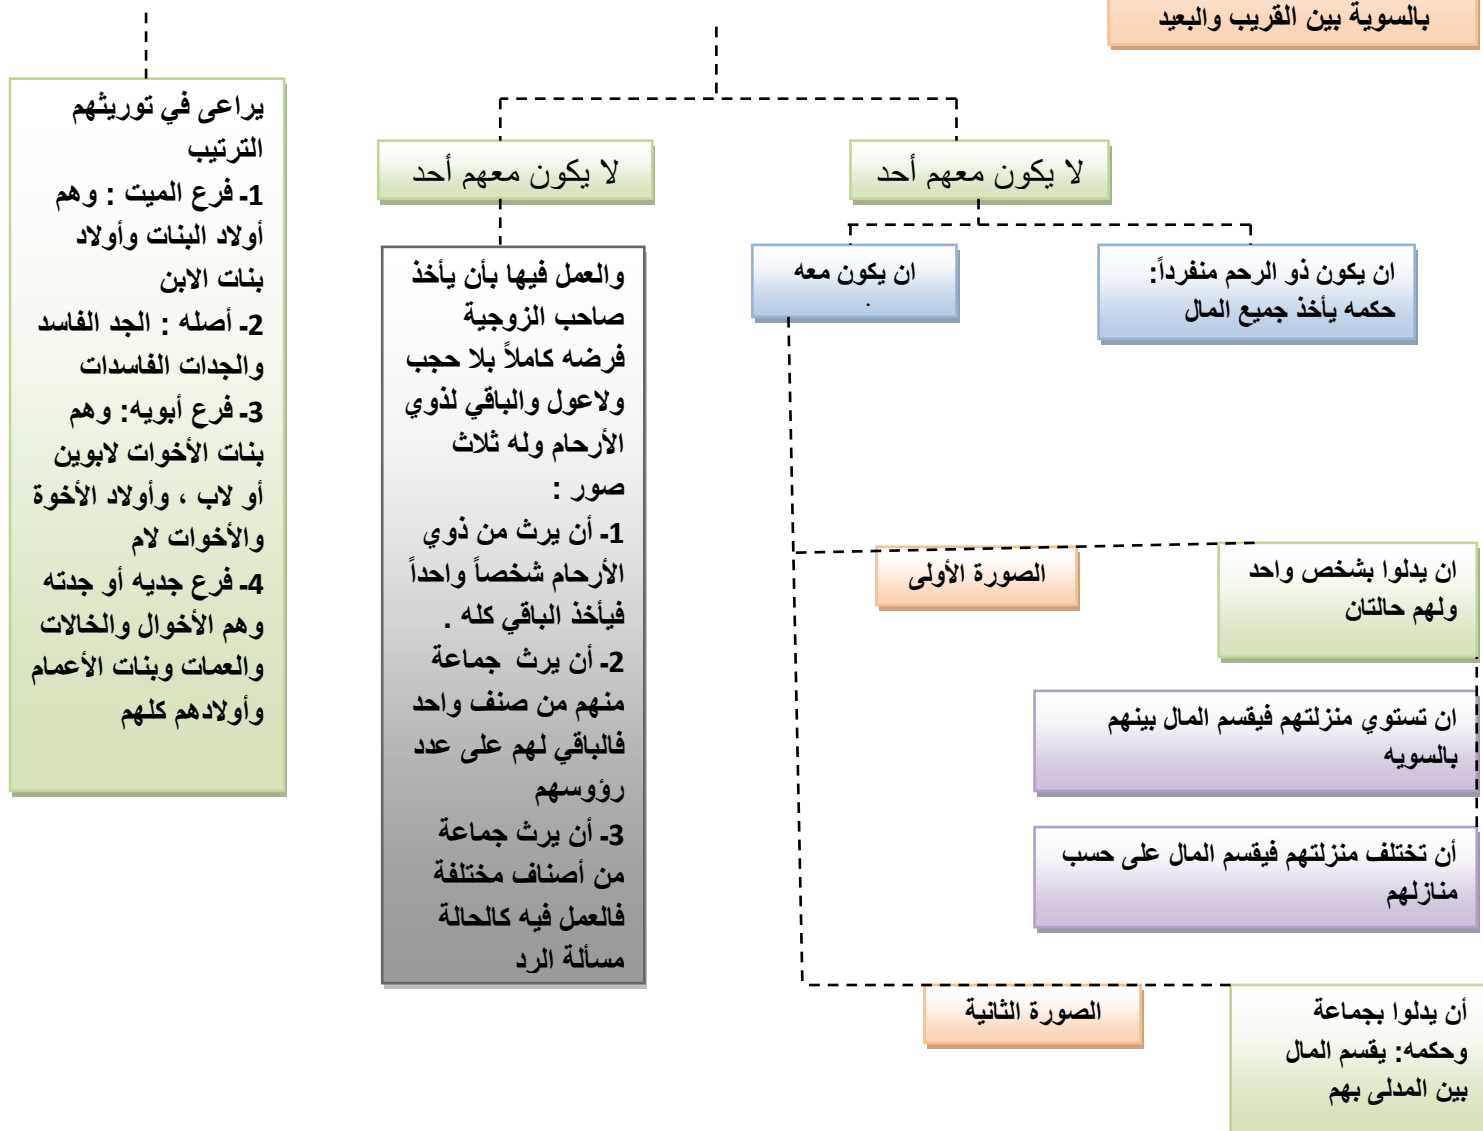 بالسوية بين القريب والبعيد
لا يكون معهم أحد
ان يكون ذو الرحم منفرداً:
حكمه يأخذ جميع المال
ان يكون معه
ان يدلوا بشخص واحد
ولهم حالتان
الصورة الأولى
ان تستوي منزلتهم فيقسم المال بينهم
بالسويه
أن تختلف منزلتهم فيقسم المال على حسب
منازلهم
أن يدلوا بجماعة
وحكمه: يقسم المال
بين المدلى بهم
الصورة الثانية
لا يكون معهم أحد
والعمل فيها بأن يأخذ
صاحب الزوجية
فرضه كاملاً بلا حجب
ولاعول والباقي لذوي
الأرحام وله ثلاث
صور :
1- أن يرث من ذوي
الأرحام شخصاً واحداً
فيأخذ الباقي كله .
2- أن يرث جماعة
منهم من صنف واحد
فالباقي لهم على عدد
رؤوسهم
3- أن يرث جماعة
من أصناف مختلفة
فالعمل فيه كالحالة
مسألة الرد
يراعى في توريثهم
الترتيب
1- فرع الميت : وهم
أولاد البنات وأولاد
بنات الابن
2- أصله : الجد الفاسد
والجدات الفاسدات
3- فرع أبويه: وهم
بنات الأخوات لابوين
أو لاب ، وأولاد الأخوة
والأخوات لام
4- فرع جديه أو جدته
وهم الأخوال والخالات
والعمات وبنات الأعمام
وأولادهم كلهم